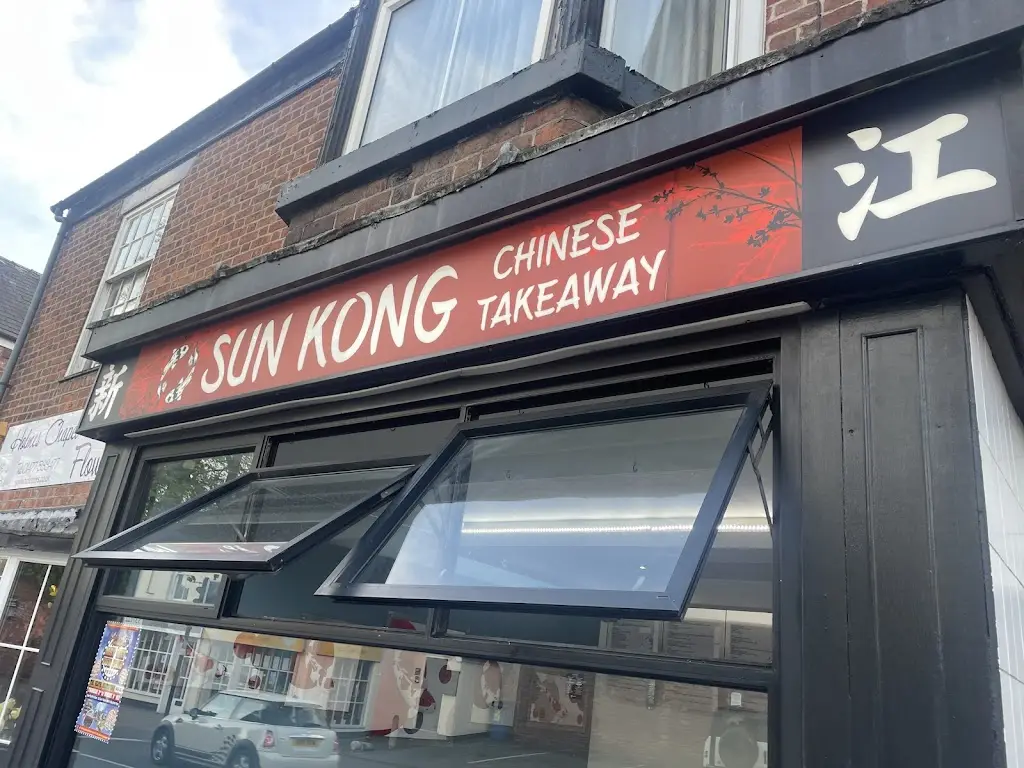 新
SUN KONG
CHINESE
TAKEAWAY
江